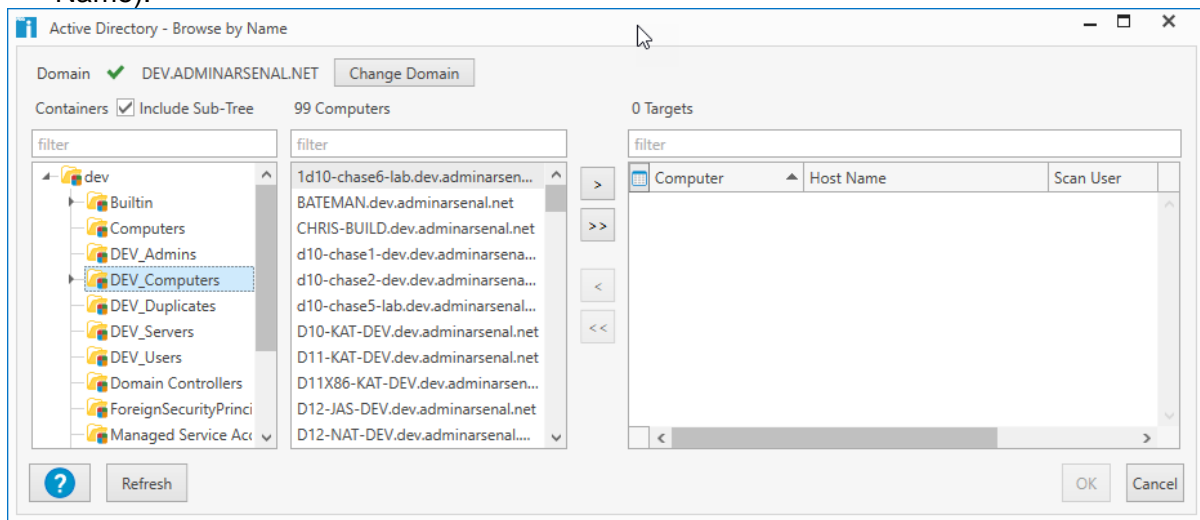 Name).
Active Directory - Browse by Name
Domain DEV.ADMINARSENAL.NET Change Domain
Containers Include Sub-Tree 99 Computers 0 Targets
filter filter filter
dev 1d10-chase6-lab.dev.adminarsen... > Computer Host Name Scan User
Builtin BATEMAN.dev.adminarsenal.net
Computers CHRIS-BUILD.dev.adminarsenal.net >>
DEV_Admins d10-chase1-dev.dev.adminarsena...
DEV_Computers d10-chase2-dev.dev.adminarsena... <
DEV_Duplicates d10-chase5-lab.dev.adminarsenal...
DEV_Servers D10-KAT-DEV.dev.adminarsenal.net <<
DEV_Users D11-KAT-DEV.dev.adminarsenal.net
Domain Controllers D11X86-KAT-DEV.dev.adminarsen...
ForeignSecurityPrinci D12-JAS-DEV.dev.adminarsenal.net
Managed Service Acc D12-NAT-DEV.dev.adminarsenal....
? Refresh OK Cancel